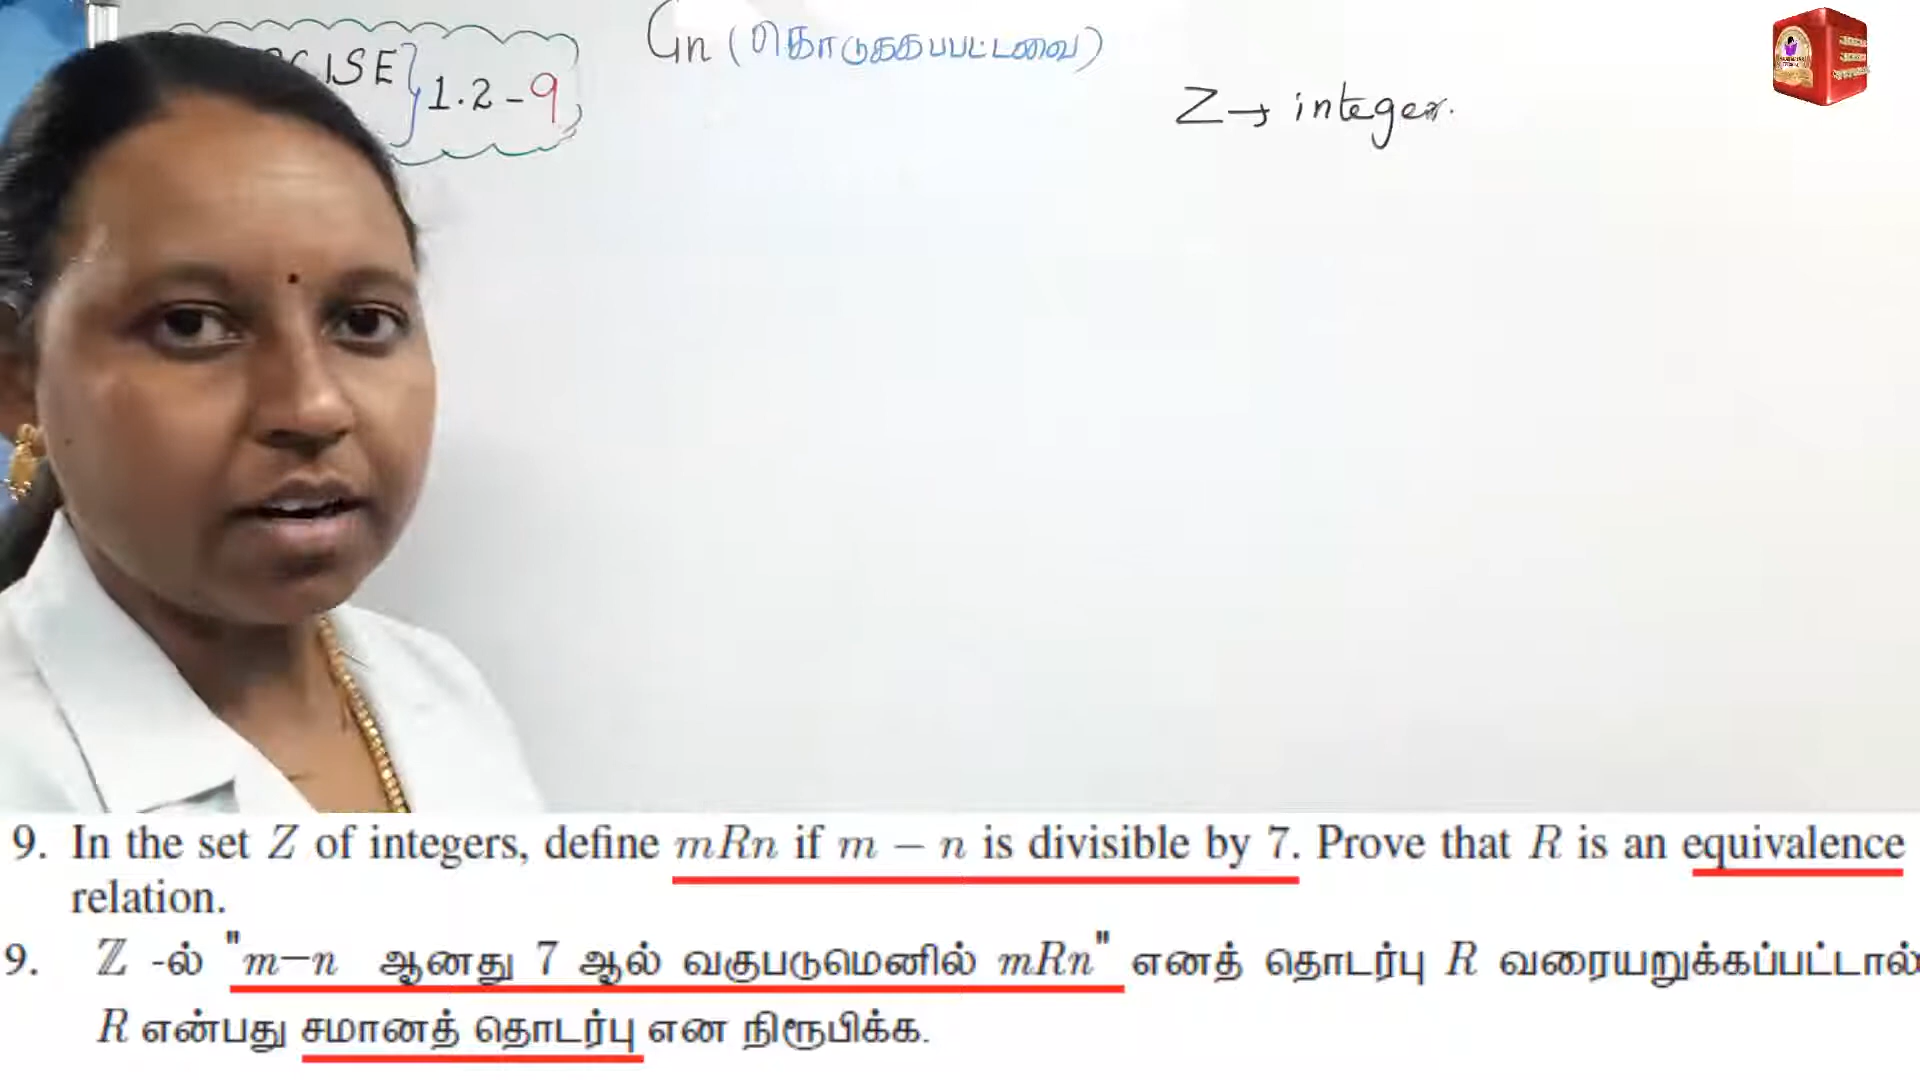 CISE } 1.2-9
Gn (கொடுக்கப்பட்டவை)
Z → integer.
9. In the set Z of integers, define mRn if m − n is divisible by 7. Prove that R is an equivalence
relation.
9. ℤ -ல் "m−n ஆனது 7 ஆல் வகுபடுமெனில் mRn" எனத் தொடர்பு R வரையறுக்கப்பட்டால்
R என்பது சமானத் தொடர்பு என நிரூபிக்க.